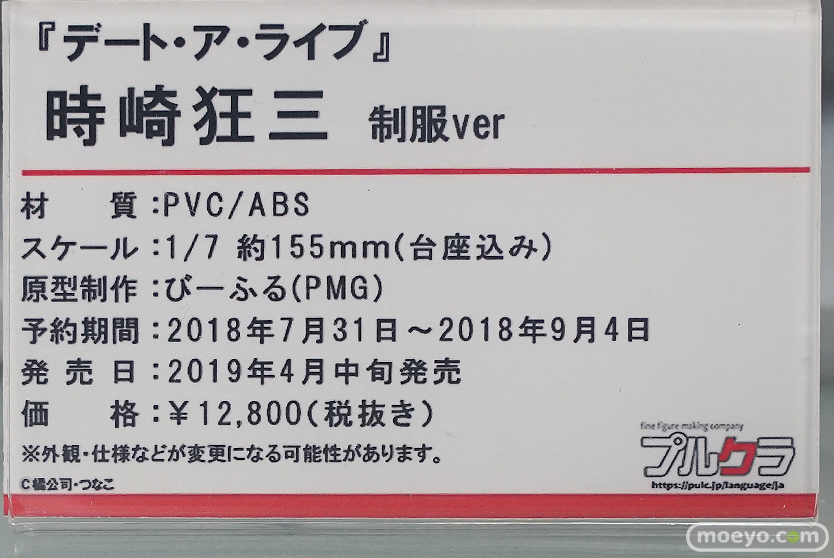 『デート・ア・ライブ』
時崎狂三 制服ver
材　質:PVC/ABS
スケール:1/7 約155mm(台座込み)
原型制作:びーふる(PMG)
予約期間:2018年7月31日～2018年9月4日
発売日:2019年4月中旬発売
価　格:￥12,800(税抜き)
※外観・仕様などが変更になる可能性があります。
C橘公司・つなこ
fine figure making company
プルクラ
https://pulc.jp/language/ja
moeyo.com